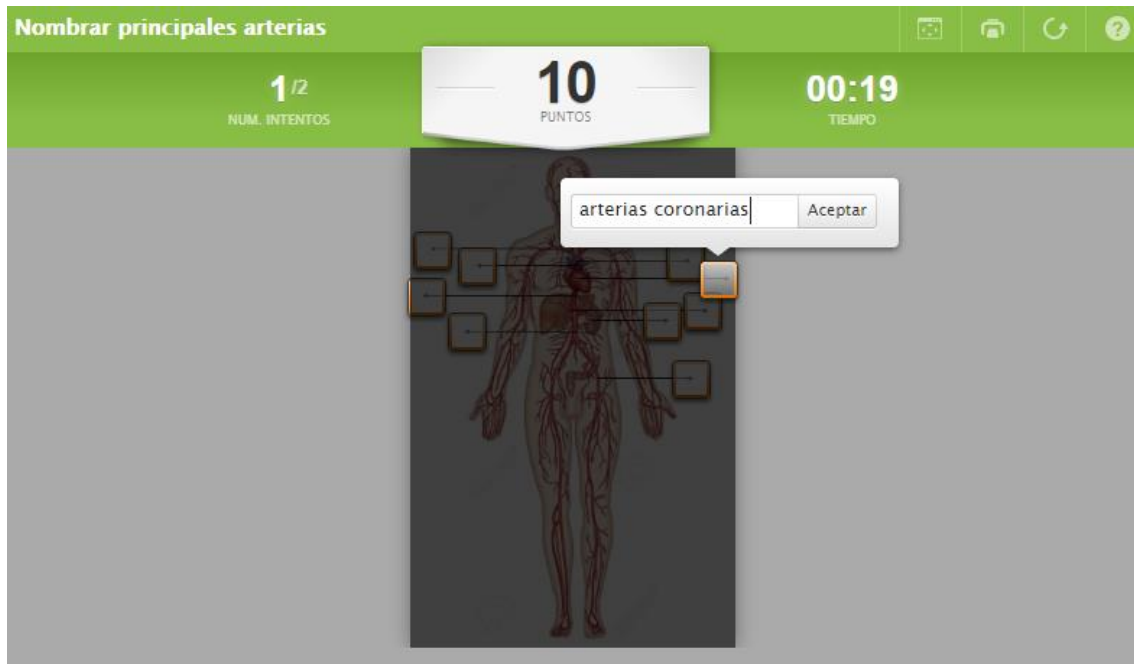 Nombrar principales arterias
1 /2
NUM. INTENTOS
10
PUNTOS
00:19
TIEMPO
arterias coronarias
Aceptar